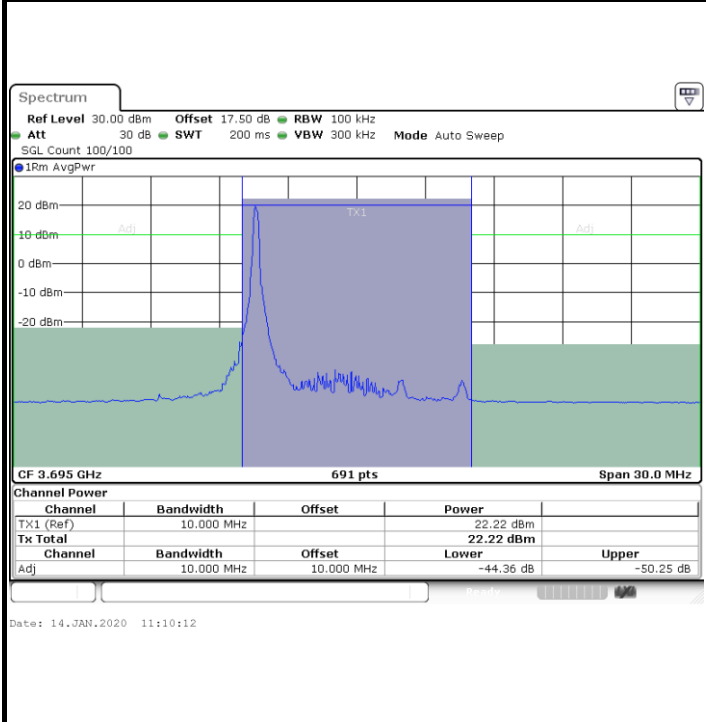 Spectrum
Ref Level 30.00 dBm Offset 17.50 dB RBW 100 kHz
Att 30 dB SWT 200 ms VBW 300 kHz Mode Auto Sweep
SGL Count 100/100
1Rm AvgPwr
20 dBm
TX1
10 dBm
Adj
Adj
0 dBm
-10 dBm
-20 dBm
CF 3.695 GHz 691 pts Span 30.0 MHz
Channel Power
Channel Bandwidth Offset Power
TX1 (Ref) 10.000 MHz 22.22 dBm
Tx Total 22.22 dBm
Channel Bandwidth Offset Lower Upper
Adj 10.000 MHz 10.000 MHz -44.36 dB -50.25 dB
Ready
Date: 14.JAN.2020 11:10:12